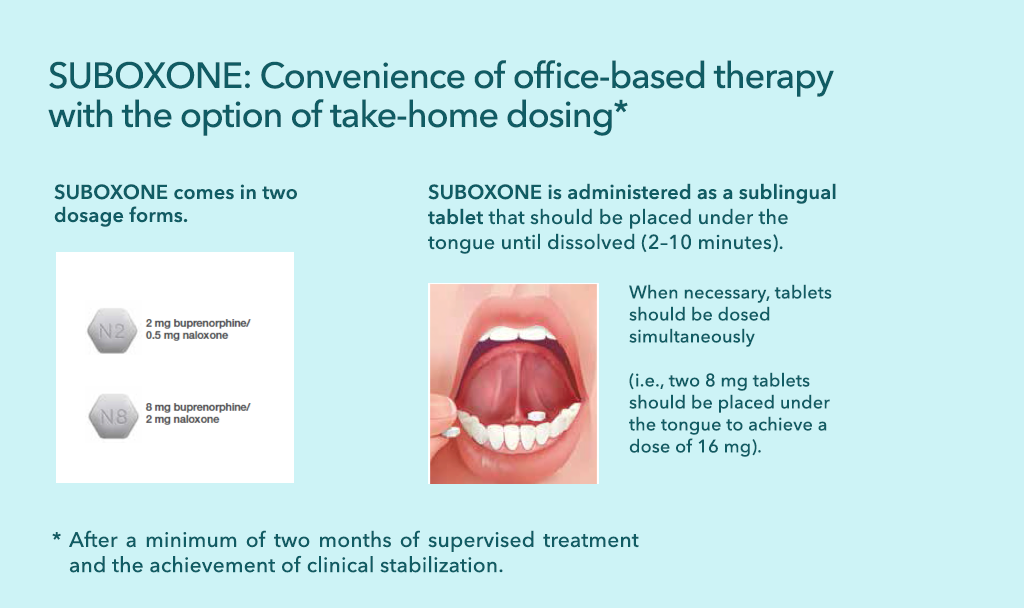 SUBOXONE: Convenience of office-based therapy
with the option of take-home dosing*
SUBOXONE comes in two
dosage forms.
N2
2 mg buprenorphine/
0.5 mg naloxone
N8
8 mg buprenorphine/
2 mg naloxone
SUBOXONE is administered as a sublingual
tablet that should be placed under the
tongue until dissolved (2–10 minutes).
When necessary, tablets
should be dosed
simultaneously
(i.e., two 8 mg tablets
should be placed under
the tongue to achieve a
dose of 16 mg).
* After a minimum of two months of supervised treatment
and the achievement of clinical stabilization.